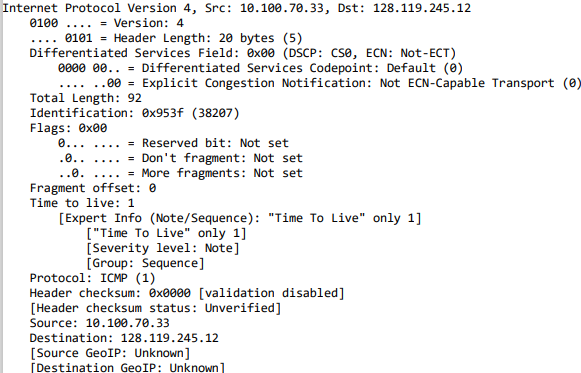 Internet Protocol Version 4, Src: 10.100.70.33, Dst: 128.119.245.12
0100 .... = Version: 4
.... 0101 = Header Length: 20 bytes (5)
Differentiated Services Field: 0x00 (DSCP: CS0, ECN: Not-ECT)
0000 00.. = Differentiated Services Codepoint: Default (0)
.... ..00 = Explicit Congestion Notification: Not ECN-Capable Transport (0)
Total Length: 92
Identification: 0x953f (38207)
Flags: 0x00
0... .... = Reserved bit: Not set
.0.. .... = Don't fragment: Not set
..0. .... = More fragments: Not set
Fragment offset: 0
Time to live: 1
[Expert Info (Note/Sequence): "Time To Live" only 1]
["Time To Live" only 1]
[Severity level: Note]
[Group: Sequence]
Protocol: ICMP (1)
Header checksum: 0x0000 [validation disabled]
[Header checksum status: Unverified]
Source: 10.100.70.33
Destination: 128.119.245.12
[Source GeoIP: Unknown]
[Destination GeoIP: Unknown]